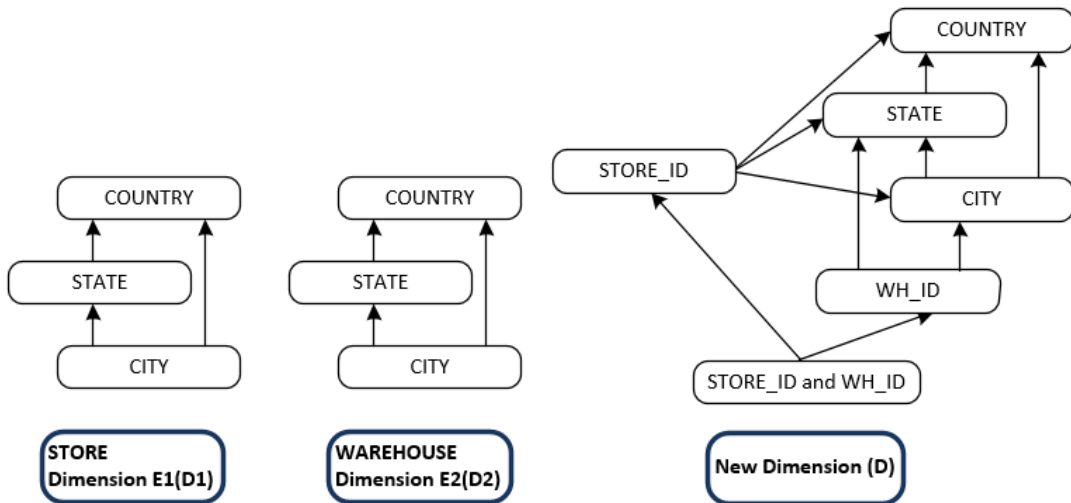 COUNTRY
STATE
CITY
STORE
Dimension E1(D1)
COUNTRY
STATE
CITY
WAREHOUSE
Dimension E2(D2)
COUNTRY
STATE
STORE_ID
CITY
WH_ID
STORE_ID and WH_ID
New Dimension (D)